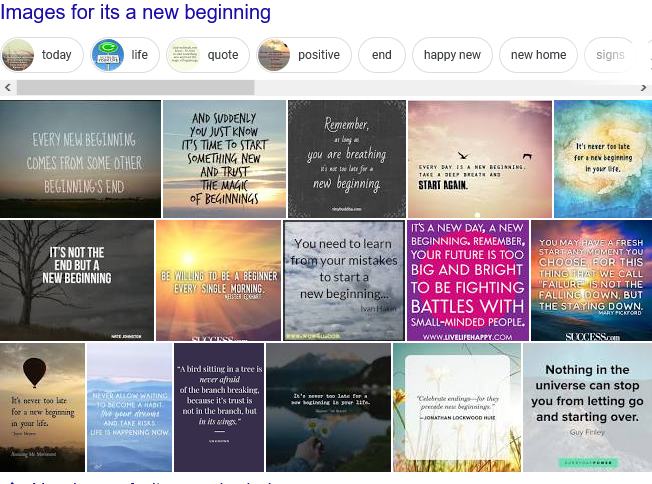 Images for its a new beginning
today
life
quote
positive
end
happy new
new home
signs
EVERY NEW BEGINNING
COMES FROM SOME OTHER
BEGINNING'S END
AND SUDDENLY
YOU JUST KNOW
IT'S TIME TO START
SOMETHING NEW
AND TRUST
THE MAGIC
OF BEGINNINGS
Remember,
as long as
you are breathing
it's not too late for a
new beginning.
tinybuddha.com
EVERY DAY IS A NEW BEGINNING.
TAKE A DEEP BREATH AND
START AGAIN.
It's never too late
for a new beginning
in your life.
IT'S NOT THE
END BUT A
NEW BEGINNING
NATE JOHNSTON
BE WILLING TO BE A BEGINNER
EVERY SINGLE MORNING.
MEISTER ECKHART
SUCCESS.com
You need to learn
from your mistakes
to start a
new beginning...
Ivan Hakim
IT'S A NEW DAY, A NEW
BEGINNING. REMEMBER,
YOUR FUTURE IS TOO
BIG AND BRIGHT
TO BE FIGHTING
BATTLES WITH
SMALL-MINDED PEOPLE.
WWW.LIVELIFEHAPPY.COM
YOU MAY HAVE A FRESH
START ANY MOMENT YOU
CHOOSE, FOR THIS
THING THAT WE CALL
"FAILURE" IS NOT THE
FALLING DOWN, BUT
THE STAYING DOWN.
MARY PICKFORD
SUCCESS.com
It's never too late
for a new beginning
in your life.
Amazing Me Movement
NEVER ALLOW WAITING
TO BECOME A HABIT.
live your dreams
AND TAKE RISKS.
LIFE IS HAPPENING NOW.
"A bird sitting in a tree is
never afraid
of the branch breaking,
because it's trust is
not in the branch, but
in its wings."
UNKNOWN
It's never too late for a
new beginning in your life.
"Celebrate endings—for they
precede new beginnings."
—JONATHAN LOCKWOOD HUIE
Nothing in the
universe can stop
you from letting go
and starting over.
Guy Finley
EVERYDAYPOWER